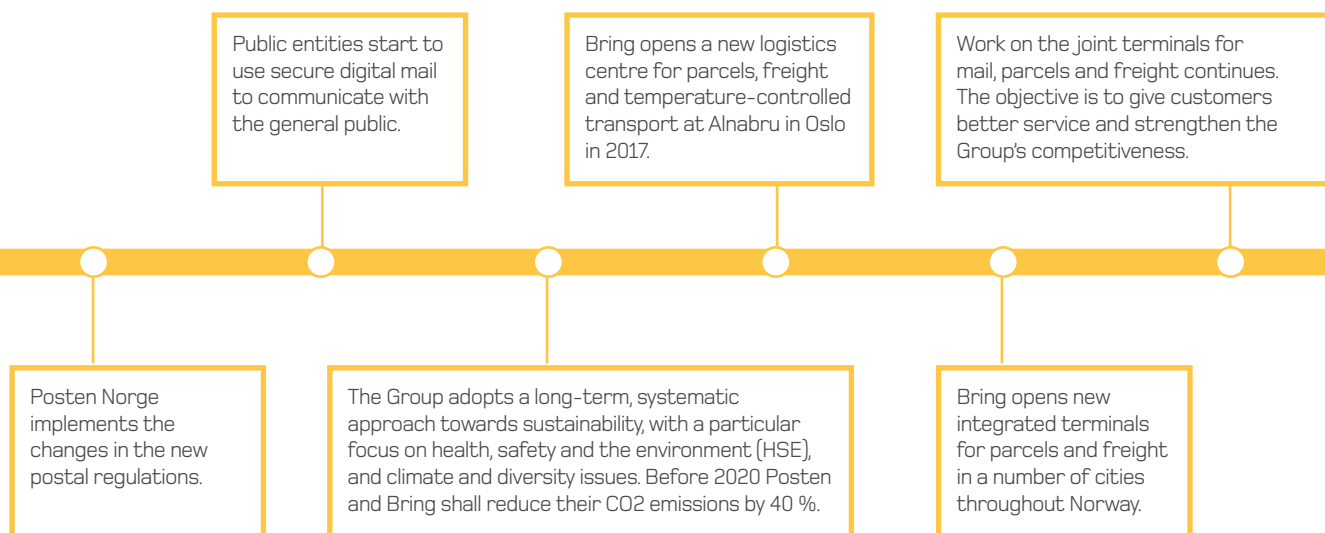 Public entities start to
use secure digital mail
to communicate with
the general public.
Bring opens a new logistics
centre for parcels, freight
and temperature-controlled
transport at Alnabru in Oslo
in 2017.
Work on the joint terminals for
mail, parcels and freight continues.
The objective is to give customers
better service and strengthen the
Group's competitiveness.
Posten Norge
implements the
changes in the new
postal regulations.
The Group adopts a long-term, systematic
approach towards sustainability, with a particular
focus on health, safety and the environment (HSE),
and climate and diversity issues. Before 2020 Posten
and Bring shall reduce their CO2 emissions by 40 %.
Bring opens new
integrated terminals
for parcels and freight
in a number of cities
throughout Norway.